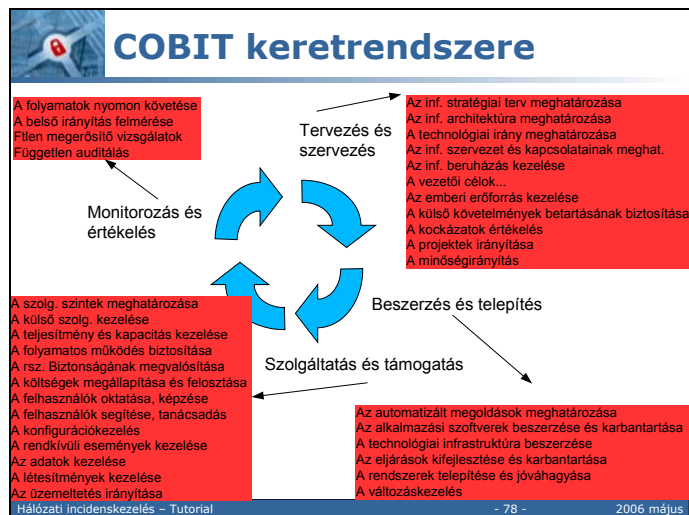 COBIT keretrendszere
A folyamatok nyomon követése
A belső irányítás felmérése
Ftlen megerősítő vizsgálatok
Független auditálás
Tervezés és
szervezés
Az inf. stratégiai terv meghatározása
Az inf. architektúra meghatározása
A technológiai irány meghatározása
Az inf. szervezet és kapcsolatainak meghat.
Az inf. beruházás kezelése
A vezetői célok...
Az emberi erőforrás kezelése
A külső követelmények betartásának biztosítása
A kockázatok értékelés
A projektek irányítása
A minőségirányítás
Monitorozás és
értékelés
Beszerzés és telepítés
A szolg. szintek meghatározása
A külső szolg. kezelése
A teljesítmény és kapacitás kezelése
A folyamatos működés biztosítása
A rsz. Biztonságának megvalósítása
A költségek megállapítása és felosztása
A felhasználók oktatása, képzése
A felhasználók segítése, tanácsadás
A konfigurációkezelés
A rendkívüli események kezelése
Az adatok kezelése
A létesítmények kezelése
Az üzemeltetés irányítása
Szolgáltatás és támogatás
Az automatizált megoldások meghatározása
Az alkalmazási szoftverek beszerzése és karbantartása
A technológiai infrastruktúra beszerzése
Az eljárások kifejlesztése és karbantartása
A rendszerek telepítése és jóváhagyása
A változáskezelés
Hálózati incidenskezelés – Tutorial
- 78 -
2006 május